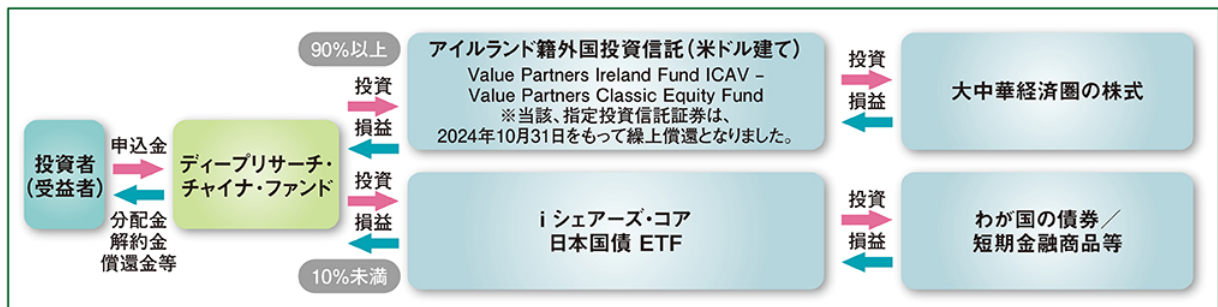 投資者
(受益者)
申込金
分配金
解約金
償還金等
ディープリサーチ・
チャイナ・ファンド
90%以上
投資
損益
アイルランド籍外国投資信託(米ドル建て)
Value Partners Ireland Fund ICAV –
Value Partners Classic Equity Fund
※当該、指定投資信託証券は、
2024年10月31日をもって繰上償還となりました。
投資
損益
大中華経済圏の株式
投資
損益
10%未満
iシェアーズ・コア
日本国債 ETF
投資
損益
わが国の債券/
短期金融商品等